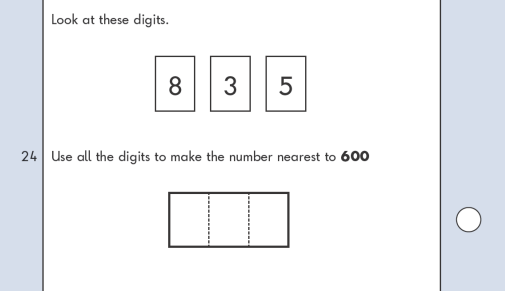 Look at these digits.
8 3 5
24 Use all the digits to make the number nearest to 600